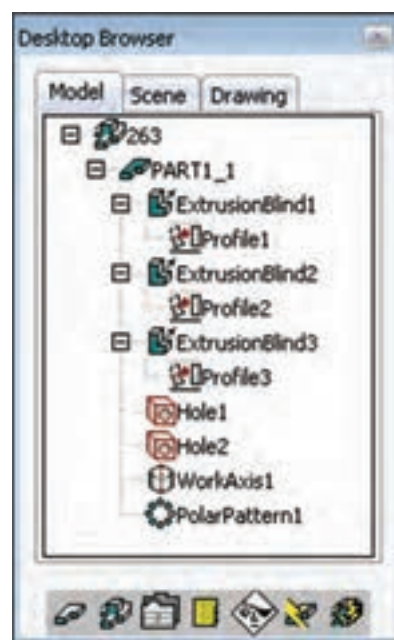 Desktop Browser
Model Scene Drawing
263
PART1_1
ExtrusionBlind1
Profile1
ExtrusionBlind2
Profile2
ExtrusionBlind3
Profile3
Hole1
Hole2
WorkAxis1
PolarPattern1